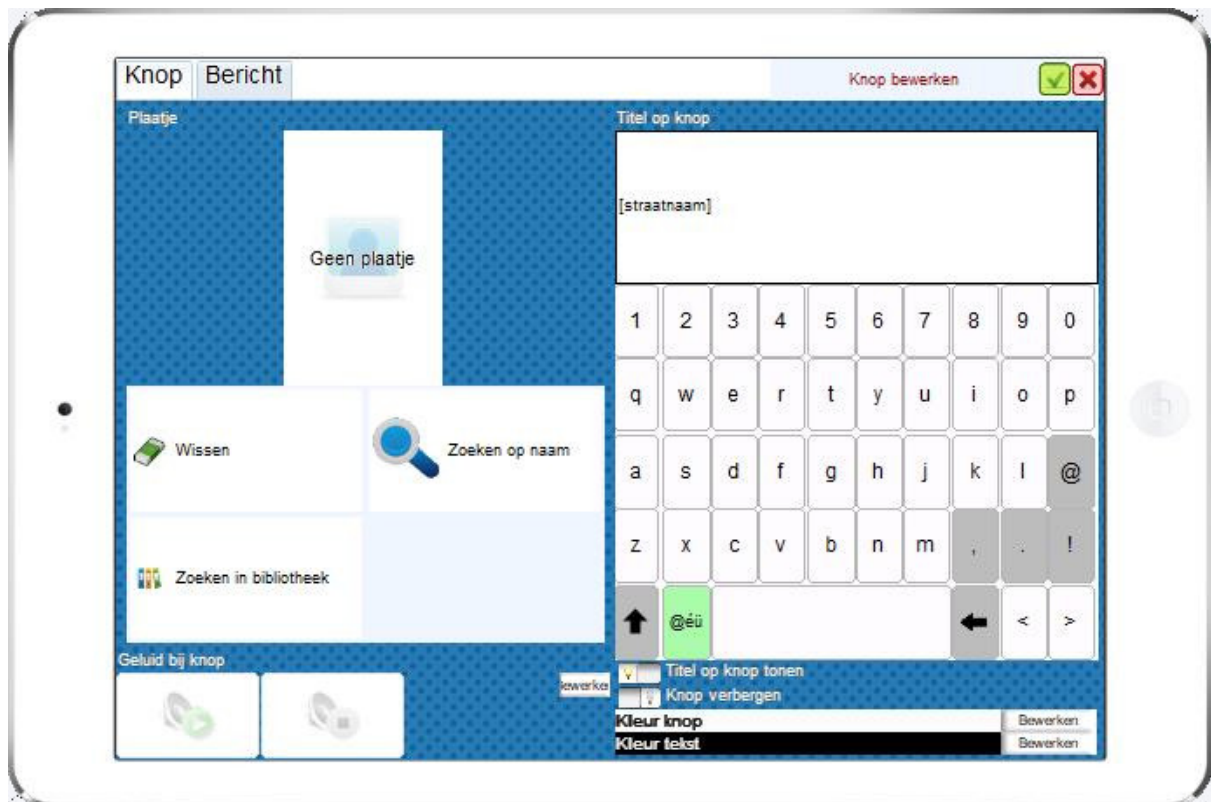 Knop Bericht Knop bewerken
Plaatje
Geen plaatje
Wissen Zoeken op naam
Zoeken in bibliotheek
Geluid bij knop
ewerke
Titel op knop
[straatnaam]
1 2 3 4 5 6 7 8 9 0
q w e r t y u i o p
a s d f g h j k l @
z x c v b n m , . !
@éü < >
Titel op knop tonen
Knop verbergen
Kleur knop Bewerken
Kleur tekst Bewerken